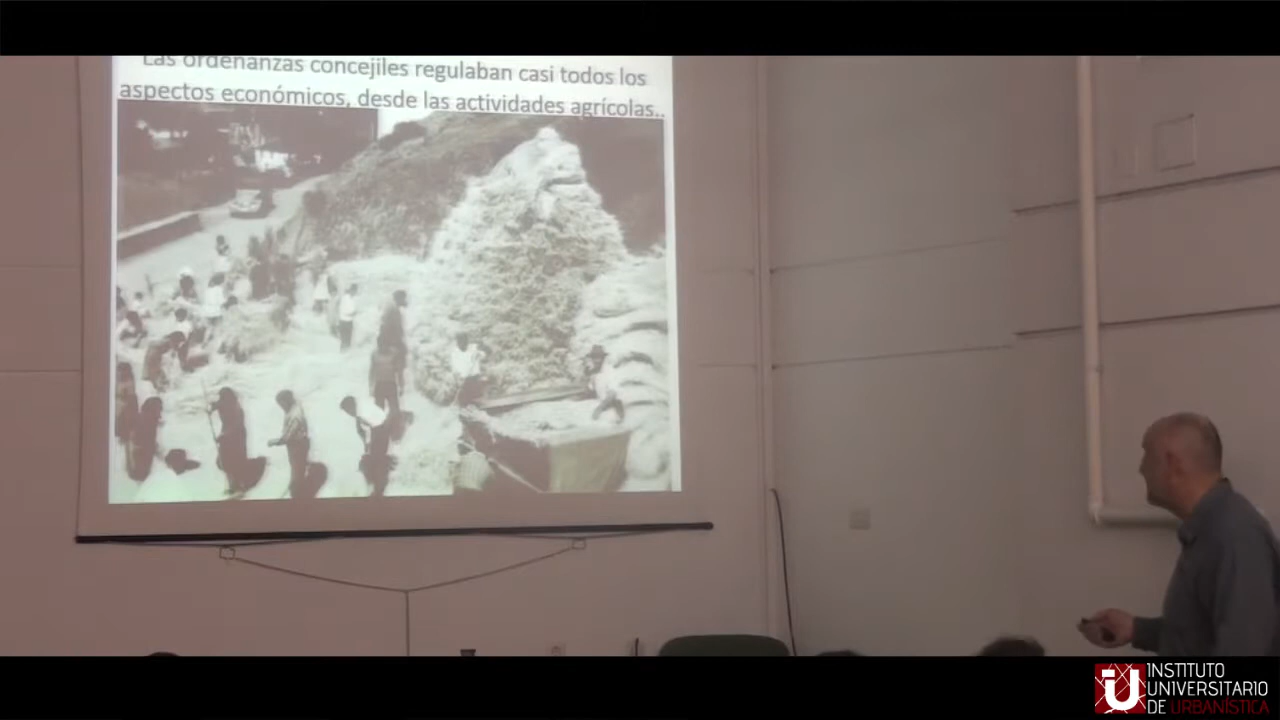 Las ordenanzas concejiles regulaban casi todos los
aspectos económicos, desde las actividades agrícolas..
INSTITUTO
UNIVERSITARIO
DE URBANÍSTICA